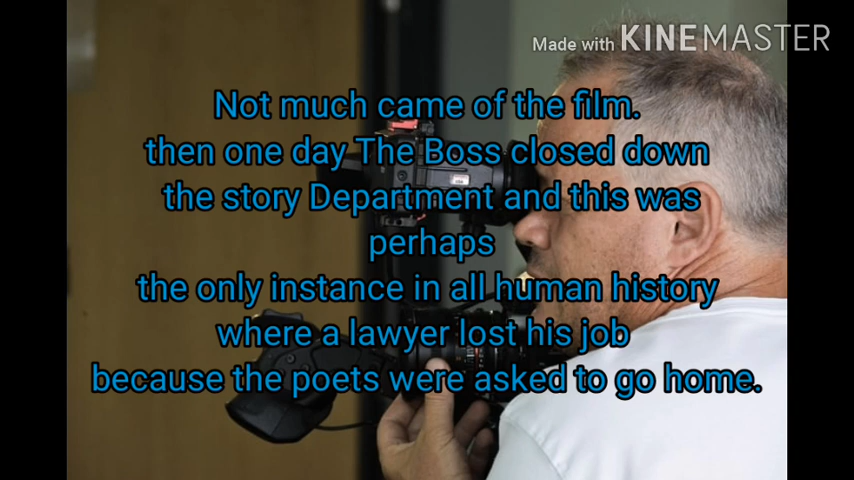 Made with KINEMASTER
Not much came of the film.
then one day The Boss closed down
the story Department and this was
perhaps
the only instance in all human history
where a lawyer lost his job
because the poets were asked to go home.